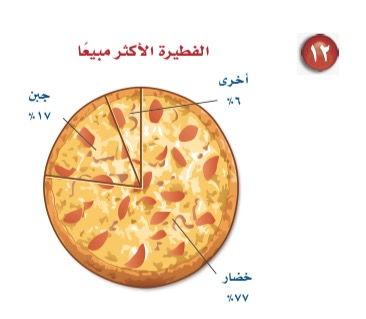 ١٢
الفطيرة الأكثر مبيعًا
أخرى
٦٪
جبن
١٧٪
خضار
٧٧٪